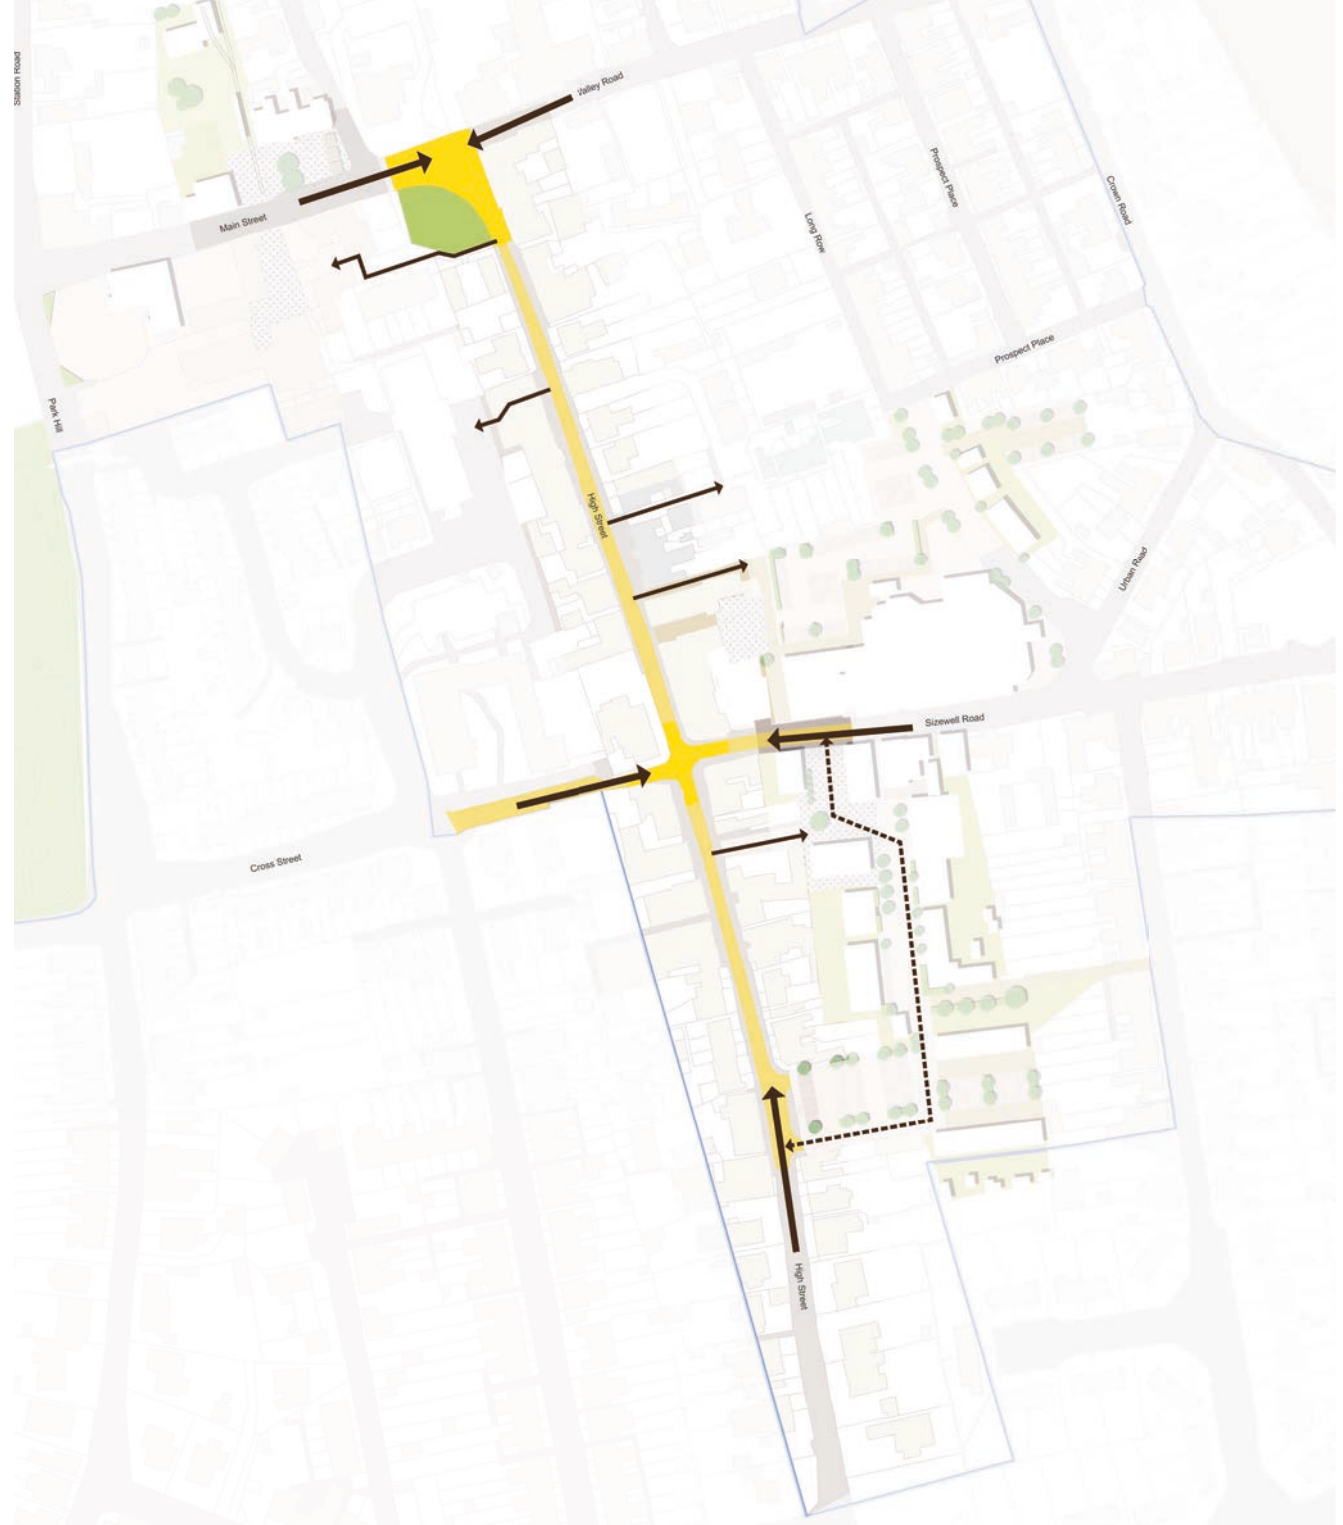 Station Road
Valley Road
Main Street
Prospect Place
Crown Road
Long Row
Prospect Place
Park Hill
High Street
Urban Road
Sizewell Road
Cross Street
High Street